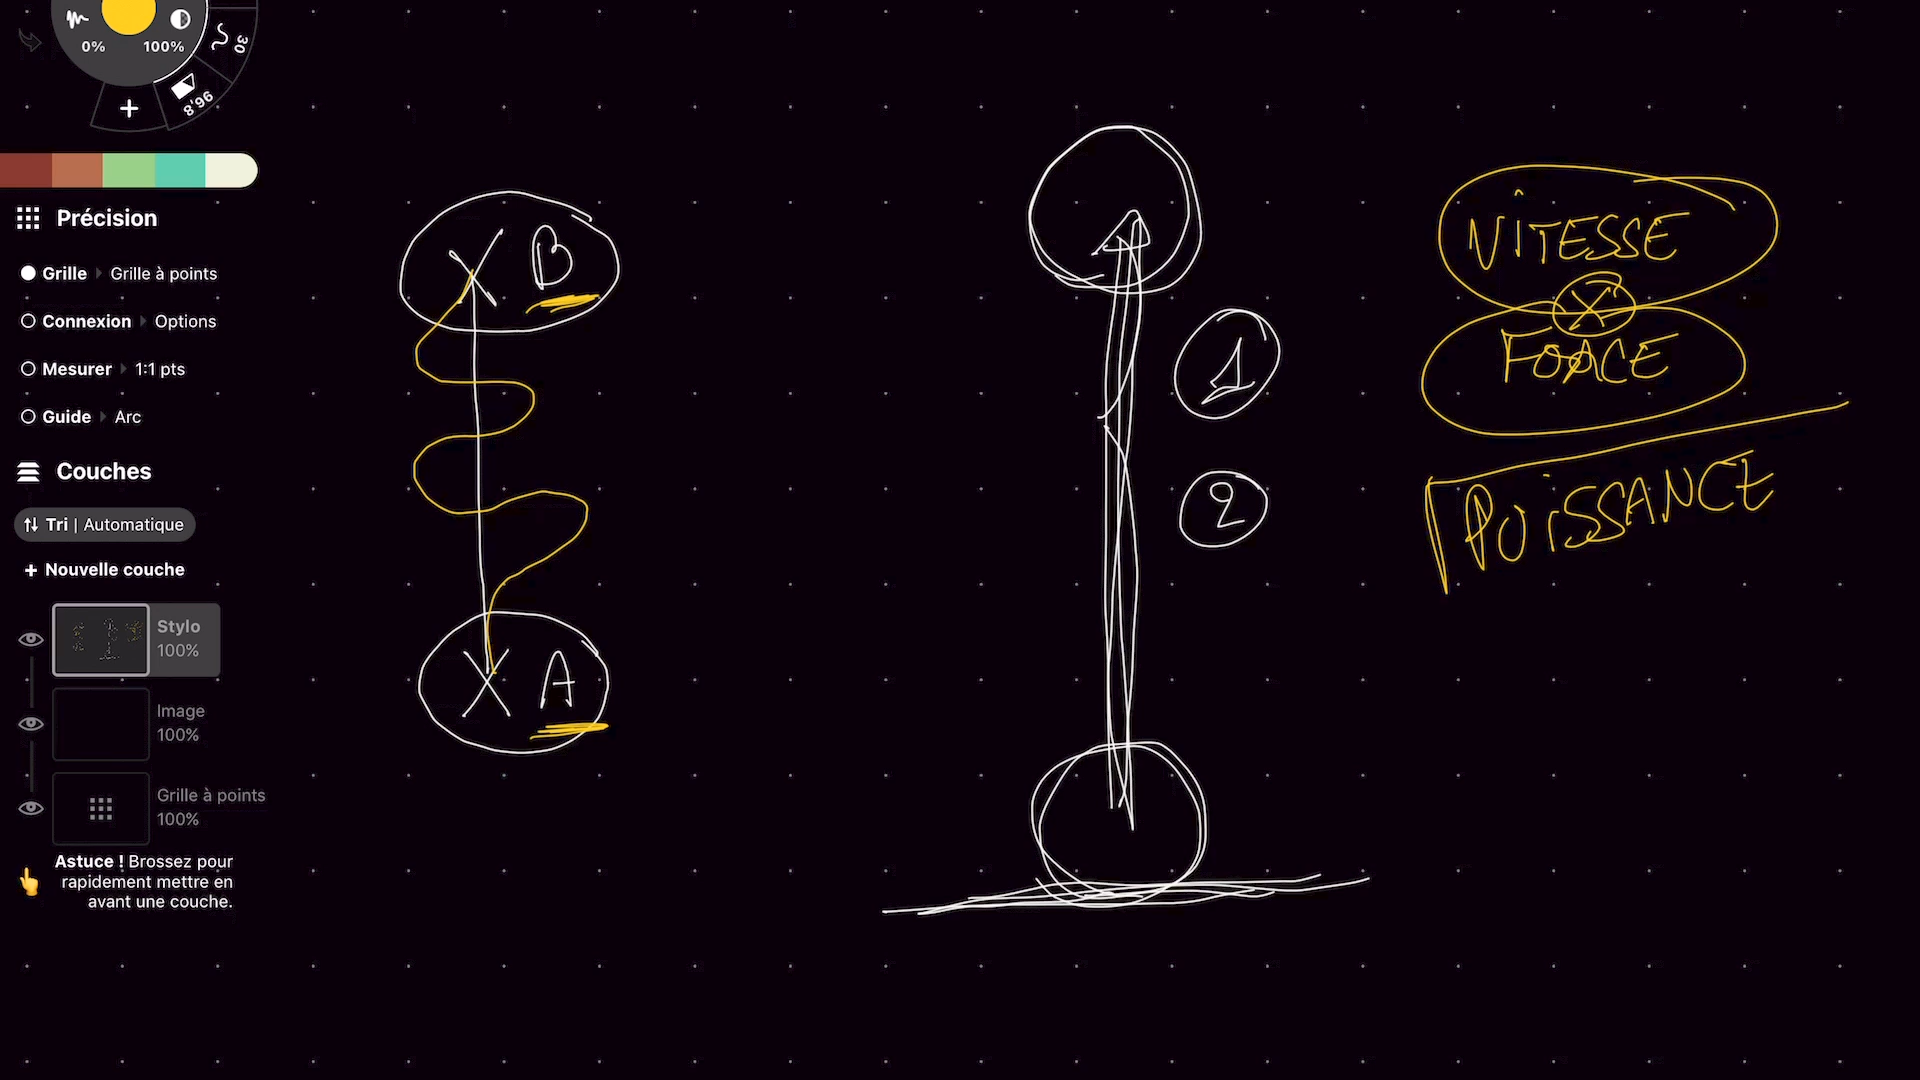 0% 100%
30
96,8
+
Précision
Grille Grille à points
Connexion Options
Mesurer 1:1 pts
Guide Arc
Couches
Tri | Automatique
+ Nouvelle couche
Stylo
100%
Image
100%
Grille à points
100%
Astuce ! Brossez pour
rapidement mettre en
avant une couche.
X B
X A
1
2
VITESSE
X
FORCE
PUISSANCE